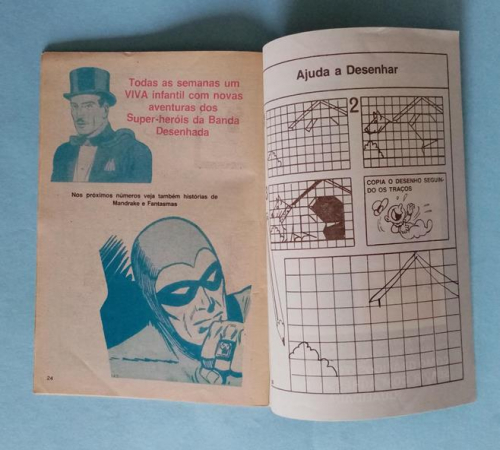 Todas as semanas um
VIVA infantil com novas
aventuras dos
Super-heróis da Banda
Desenhada
Nos próximos números veja também histórias de
Mandrake e Fantasmas
24
Ajuda a Desenhar
2
COPIA O DESENHO SEGUIN-
DO OS TRAÇOS